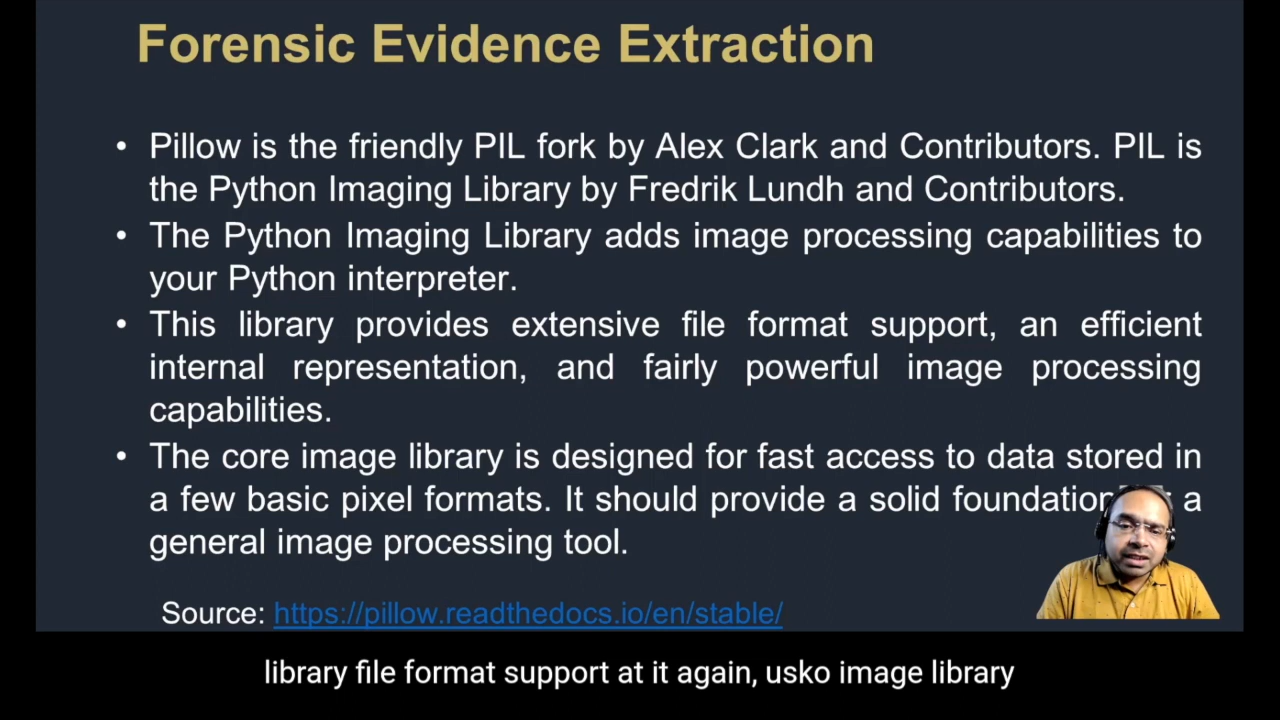 Forensic Evidence Extraction
• Pillow is the friendly PIL fork by Alex Clark and Contributors. PIL is
the Python Imaging Library by Fredrik Lundh and Contributors.
• The Python Imaging Library adds image processing capabilities to
your Python interpreter.
• This library provides extensive file format support, an efficient
internal representation, and fairly powerful image processing
capabilities.
• The core image library is designed for fast access to data stored in
a few basic pixel formats. It should provide a solid foundation a
general image processing tool.
Source: https://pillow.readthedocs.io/en/stable/
library file format support at it again, usko image library